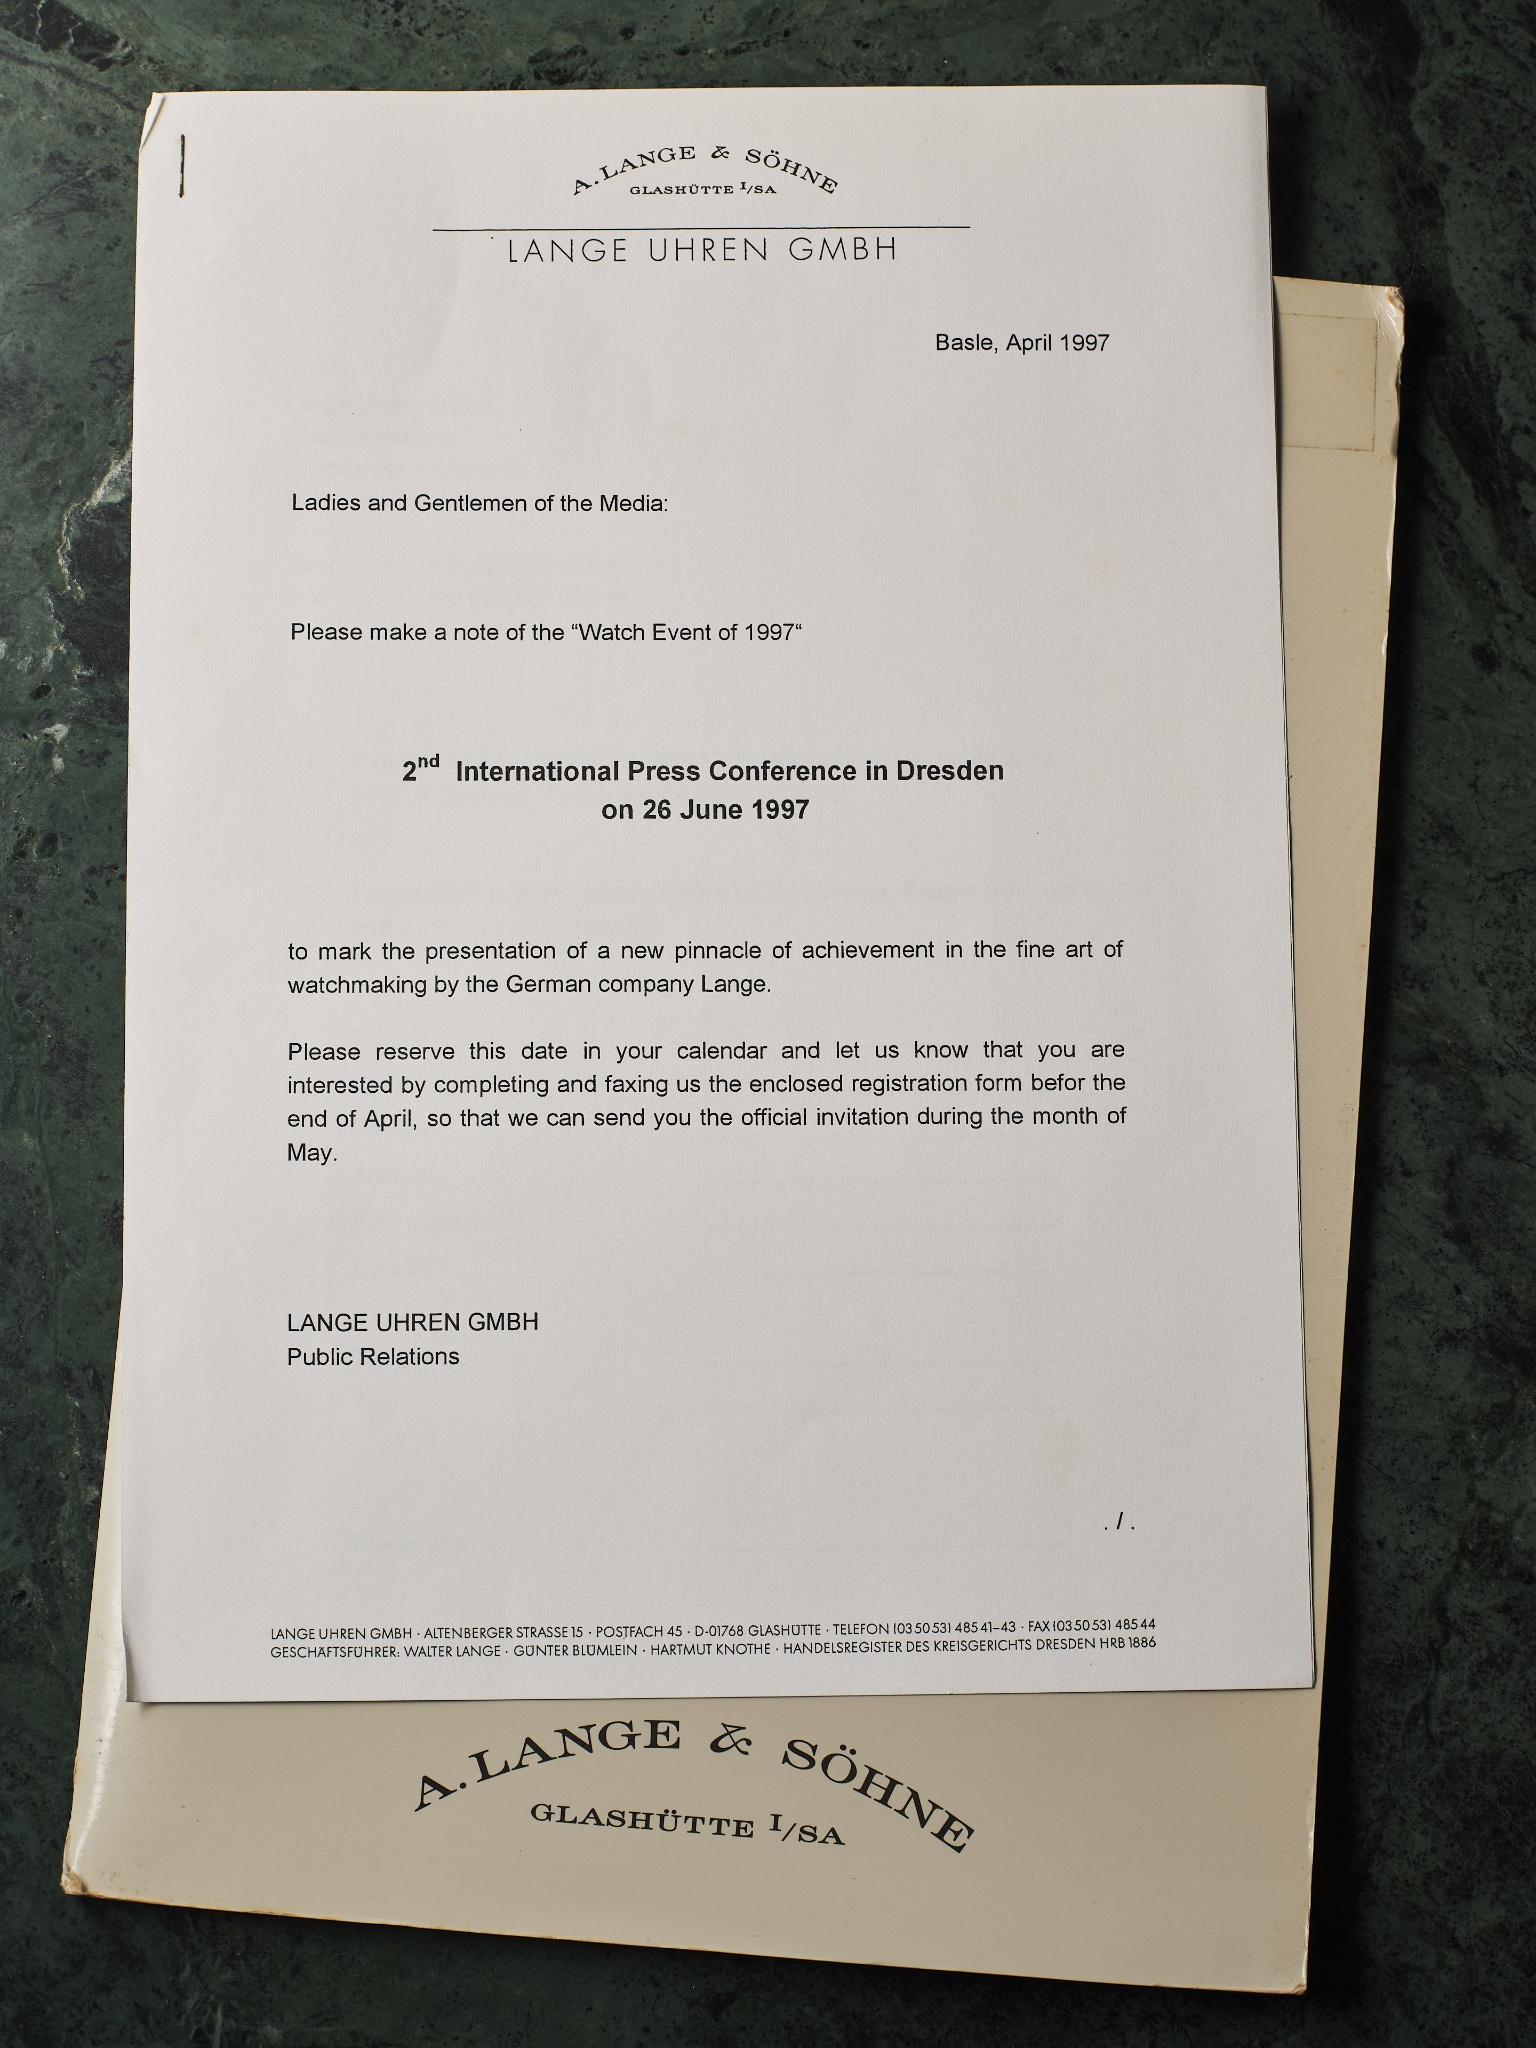 A. LANGE & SÖHNE
GLASHÜTTE I/SA
LANGE UHREN GMBH
Basle, April 1997
Ladies and Gentlemen of the Media:
Please make a note of the “Watch Event of 1997“
2nd International Press Conference in Dresden
on 26 June 1997
to mark the presentation of a new pinnacle of achievement in the fine art of
watchmaking by the German company Lange.
Please reserve this date in your calendar and let us know that you are
interested by completing and faxing us the enclosed registration form befor the
end of April, so that we can send you the official invitation during the month of
May.
LANGE UHREN GMBH
Public Relations
. / .
LANGE UHREN GMBH · ALTENBERGER STRASSE 15 · POSTFACH 45 · D-01768 GLASHÜTTE · TELEFON (03 50 53) 485 41–43 · FAX (03 50 53) 485 44
GESCHÄFTSFÜHRER: WALTER LANGE · GÜNTER BLÜMLEIN · HARTMUT KNOTHE · HANDELSREGISTER DES KREISGERICHTS DRESDEN HRB 1886
A. LANGE & SÖHNE
GLASHÜTTE I/SA